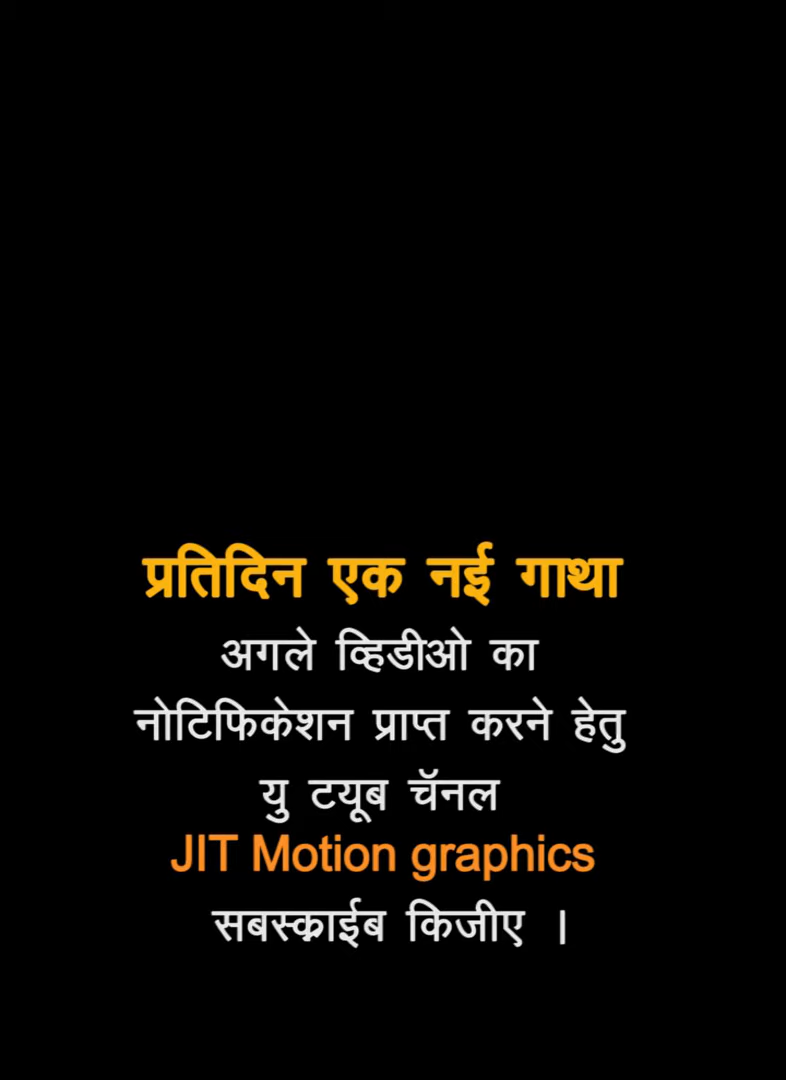 प्रतिदिन एक नई गाथा
अगले व्हिडीओ का
नोटिफिकेशन प्राप्त करने हेतु
यु टयूब चॅनल
JIT Motion graphics
सबस्क्राईब किजीए ।